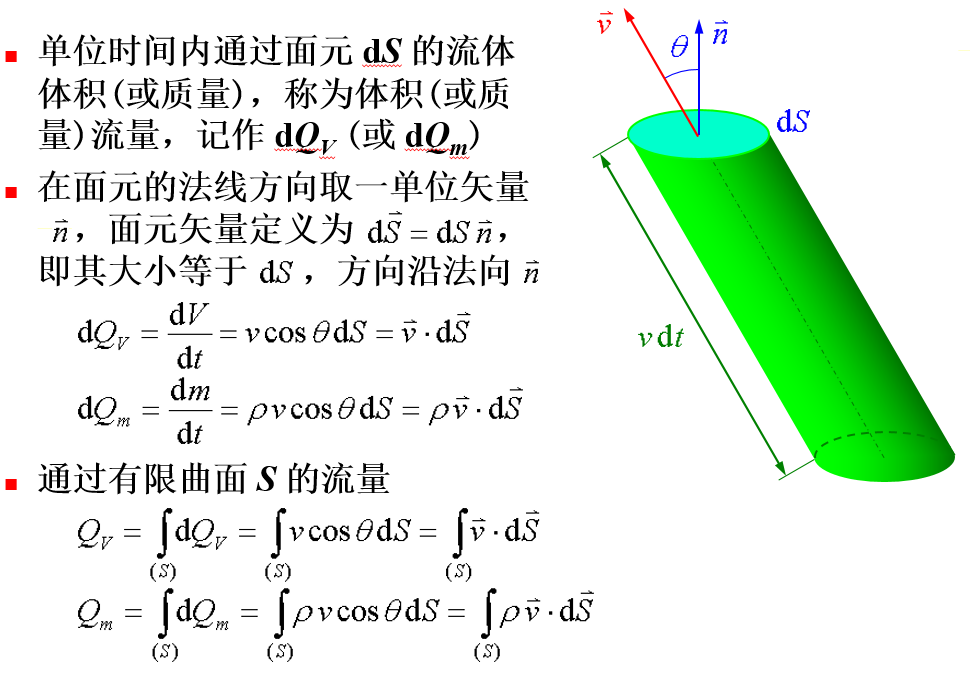 单位时间内通过面元 dS 的流体
体积(或质量)，称为体积(或质
量)流量，记作 dQ_V (或 dQ_m)
在面元的法线方向取一单位矢量
n⃗，面元矢量定义为 dS⃗ = dS n⃗，
即其大小等于 dS ，方向沿法向 n⃗
dQ_V = dV/dt = v cos θ dS = v⃗ · dS⃗
dQ_m = dm/dt = ρ v cos θ dS = ρ v⃗ · dS⃗
通过有限曲面 S 的流量
Q_V = ∫_(S) dQ_V = ∫_(S) v cos θ dS = ∫_(S) v⃗ · dS⃗
Q_m = ∫_(S) dQ_m = ∫_(S) ρ v cos θ dS = ∫_(S) ρ v⃗ · dS⃗
v⃗
θ
n⃗
dS
v dt